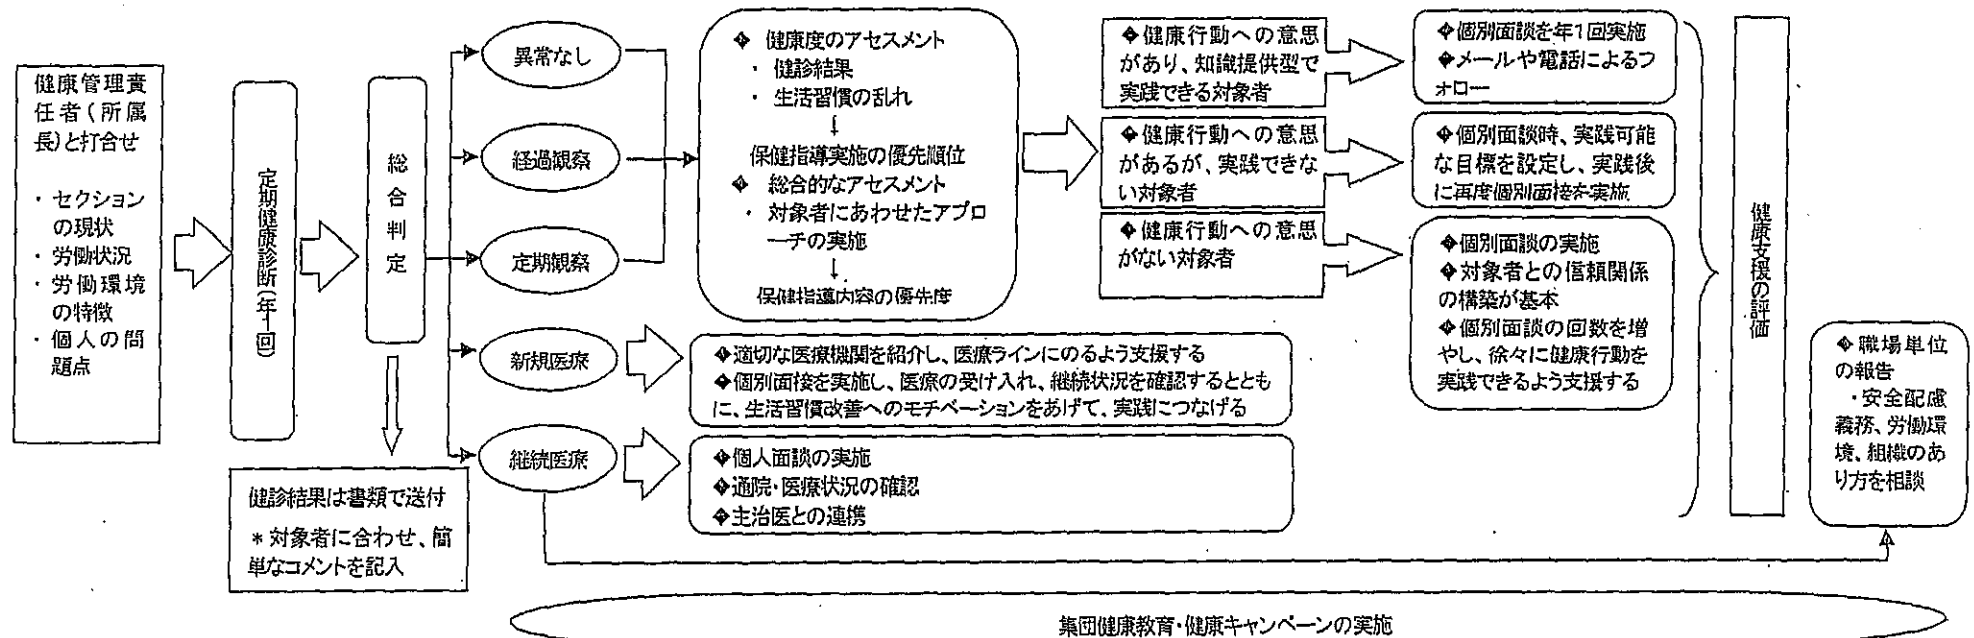 健康管理責
任者(所属
長)と打合せ
・セクション
の現状
・労働状況
・労働環境
の特徴
・個人の問
題点
定期健康診断(年1回)
総合判定
健診結果は書類で送付
*対象者に合わせ、簡
単なコメントを記入
異常なし
経過観察
定期観察
新規医療
継続医療
◆ 健康度のアセスメント
・ 健診結果
・ 生活習慣の乱れ
↓
保健指導実施の優先順位
◆ 総合的なアセスメント
・ 対象者にあわせたアプロ
ーチの実施
↓
保健指導内容の優先度
◆適切な医療機関を紹介し、医療ラインにのるよう支援する
◆個別面接を実施し、医療の受け入れ、継続状況を確認するととも
に、生活習慣改善へのモチベーションをあげて、実践につなげる
◆個人面談の実施
◆通院・医療状況の確認
◆主治医との連携
◆健康行動への意思
があり、知識提供型で
実践できる対象者
◆健康行動への意思
があるが、実践できな
い対象者
◆健康行動への意思
がない対象者
◆個別面談を年1回実施
◆メールや電話によるフ
ォロー
◆個別面談時、実践可能
な目標を設定し、実践後
に再度個別面接を実施
◆個別面談の実施
◆対象者との信頼関係
の構築が基本
◆個別面談の回数を増
やし、徐々に健康行動を
実践できるよう支援する
健康支援の評価
◆職場単位
の報告
・安全配慮
義務、労働環
境、組織のあ
り方を相談
集団健康教育・健康キャンペーンの実施